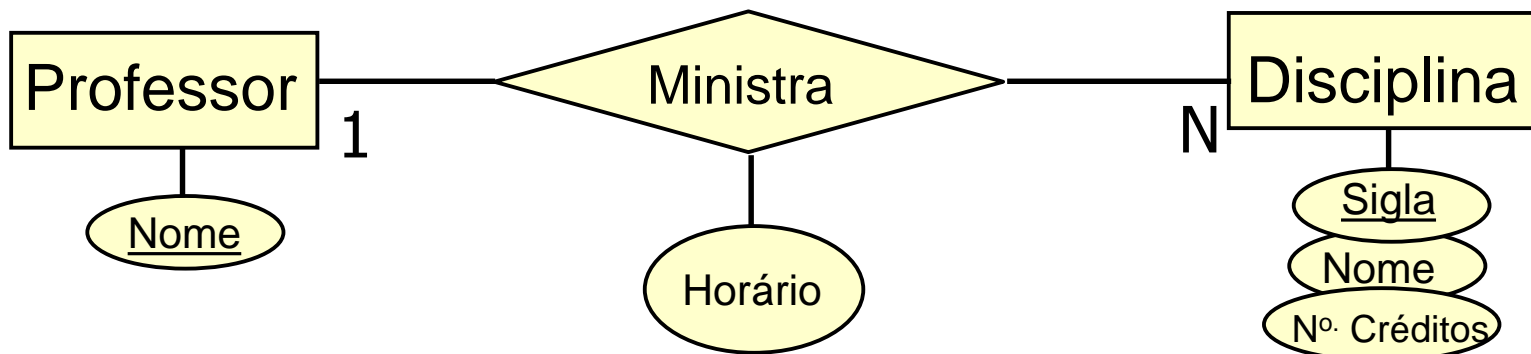 Professor
Ministra
Disciplina
1
N
Nome
Horário
Sigla
Nome
Nº. Créditos